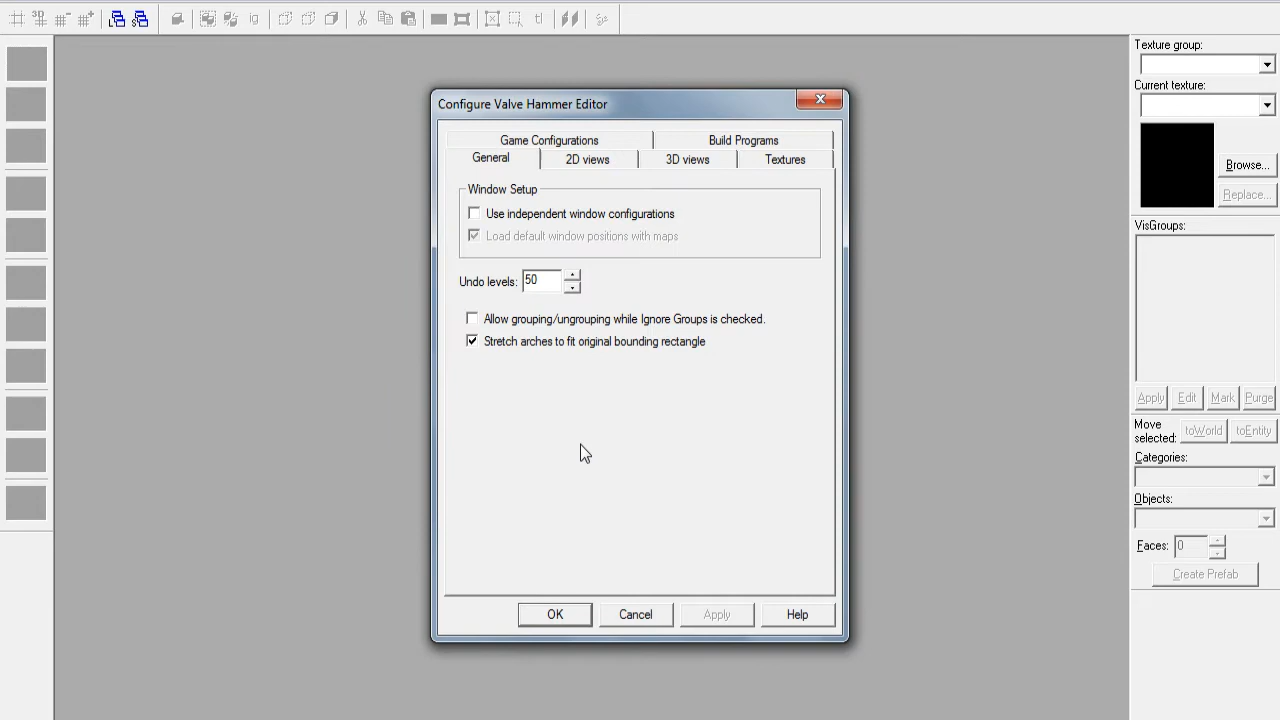 3D
L
S
ig
tl
Texture group:
Current texture:
Browse...
Replace...
VisGroups:
Apply Edit Mark Purge
Move selected: toWorld toEntity
Categories:
Objects:
Faces: 0
Create Prefab
Configure Valve Hammer Editor
Game Configurations Build Programs
General 2D views 3D views Textures
Window Setup
Use independent window configurations
Load default window positions with maps
Undo levels: 50
Allow grouping/ungrouping while Ignore Groups is checked.
Stretch arches to fit original bounding rectangle
OK Cancel Apply Help